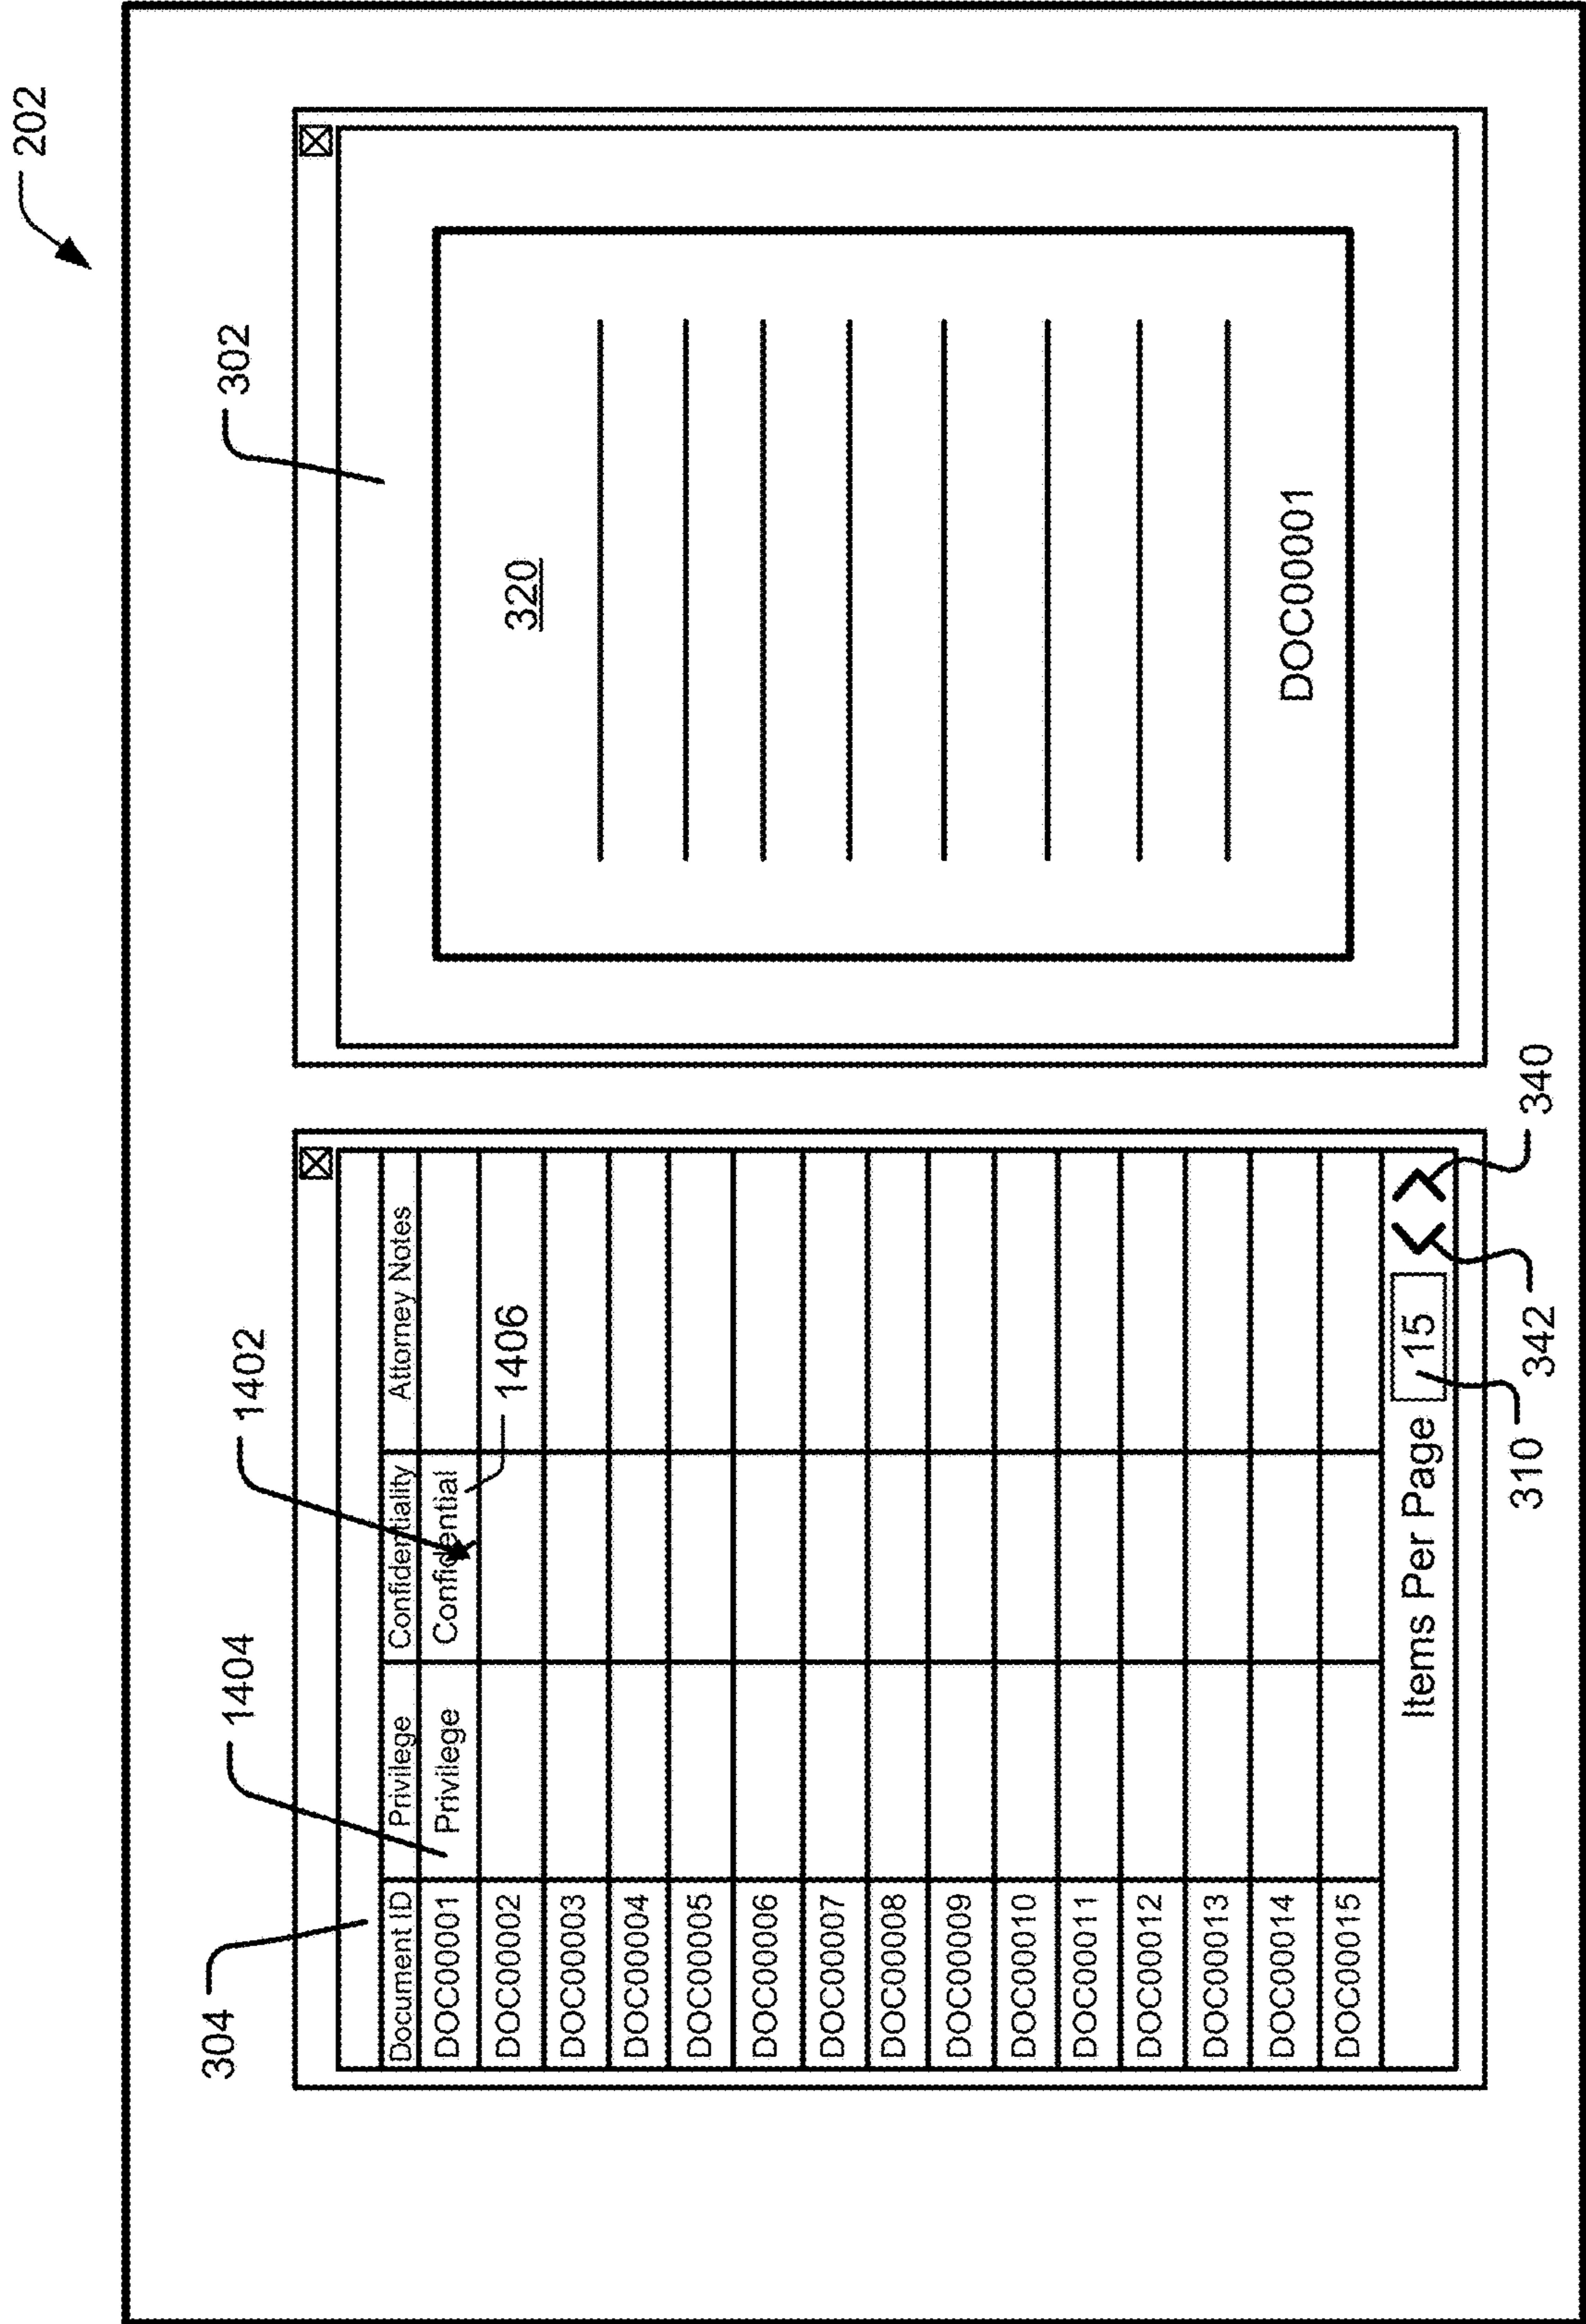 202
304
1404
1402
302
Document ID Privilege Confidentiality Attorney Notes
DOC00001 Privilege Confidential
1406
DOC00002
DOC00003
DOC00004
DOC00005
DOC00006
DOC00007
DOC00008
DOC00009
DOC00010
DOC00011
DOC00012
DOC00013
DOC00014
DOC00015
Items Per Page 15 < >
310
342
340
320
DOC00001